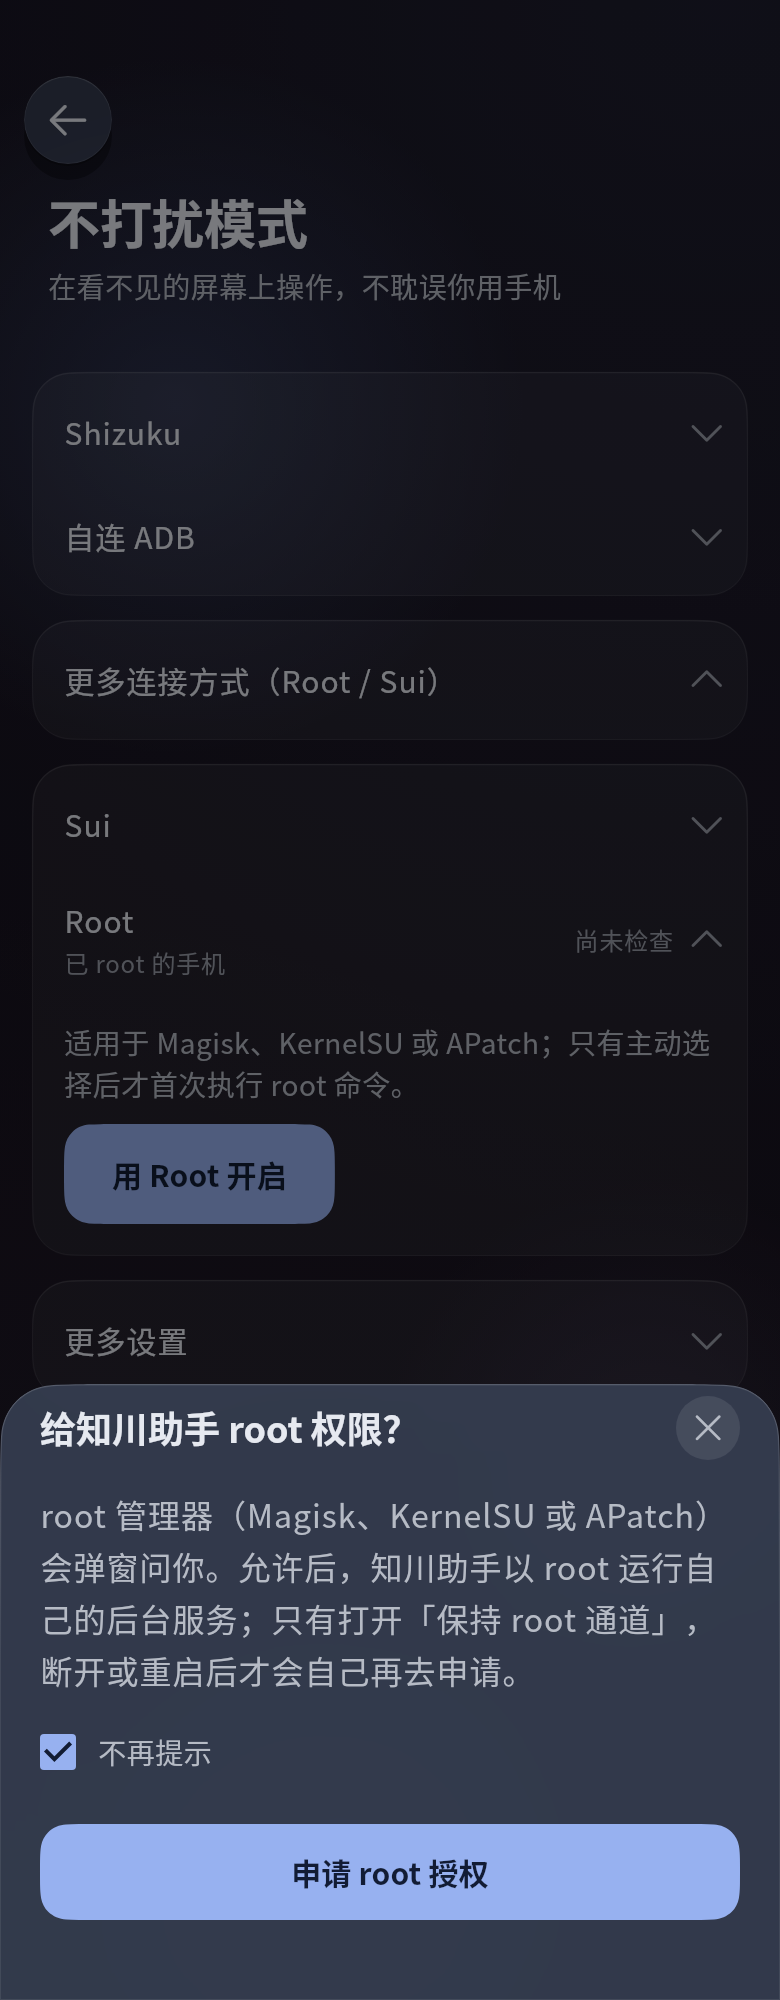 不打扰模式
在看不见的屏幕上操作，不耽误你用手机
Shizuku
自连 ADB
更多连接方式（Root / Sui）
Sui
Root
已 root 的手机
尚未检查
适用于 Magisk、KernelSU 或 APatch；只有主动选
择后才首次执行 root 命令。
用 Root 开启
更多设置
给知川助手 root 权限？
root 管理器（Magisk、KernelSU 或 APatch）
会弹窗问你。允许后，知川助手以 root 运行自
己的后台服务；只有打开「保持 root 通道」，
断开或重启后才会自己再去申请。
不再提示
申请 root 授权